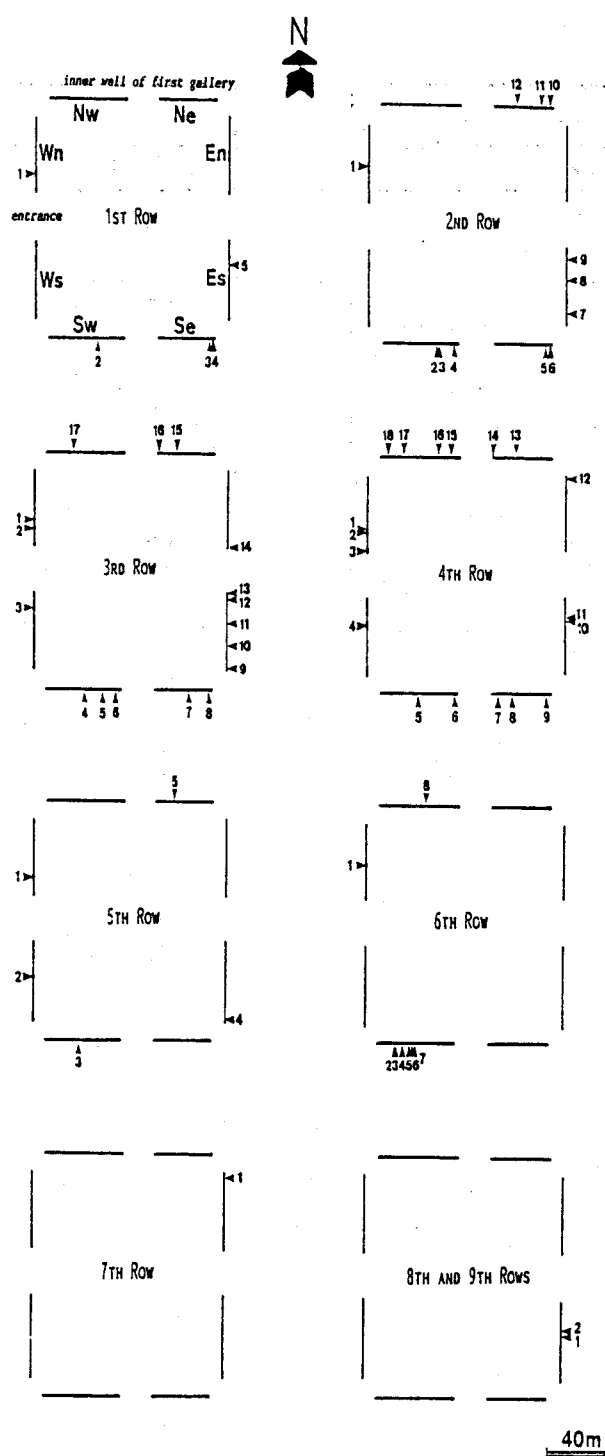 N
inner wall of first gallery
Nw Ne
Wn En
1
entrance 1ST ROW
5
Ws Es
Sw Se
2 34
12 11 10
1
2ND ROW
9
8
7
23 4 56
17 16 15
1
2
14
3RD ROW
3
13
12
11
10
9
4 5 6 7 8
18 17 16 15 14 13
12
1
2
3
4TH ROW
4
11
10
5 6 7 8 9
5
1
5TH ROW
2
4
3
8
1
6TH ROW
234567
1
7TH ROW
8TH AND 9TH ROWS
2
1
40m